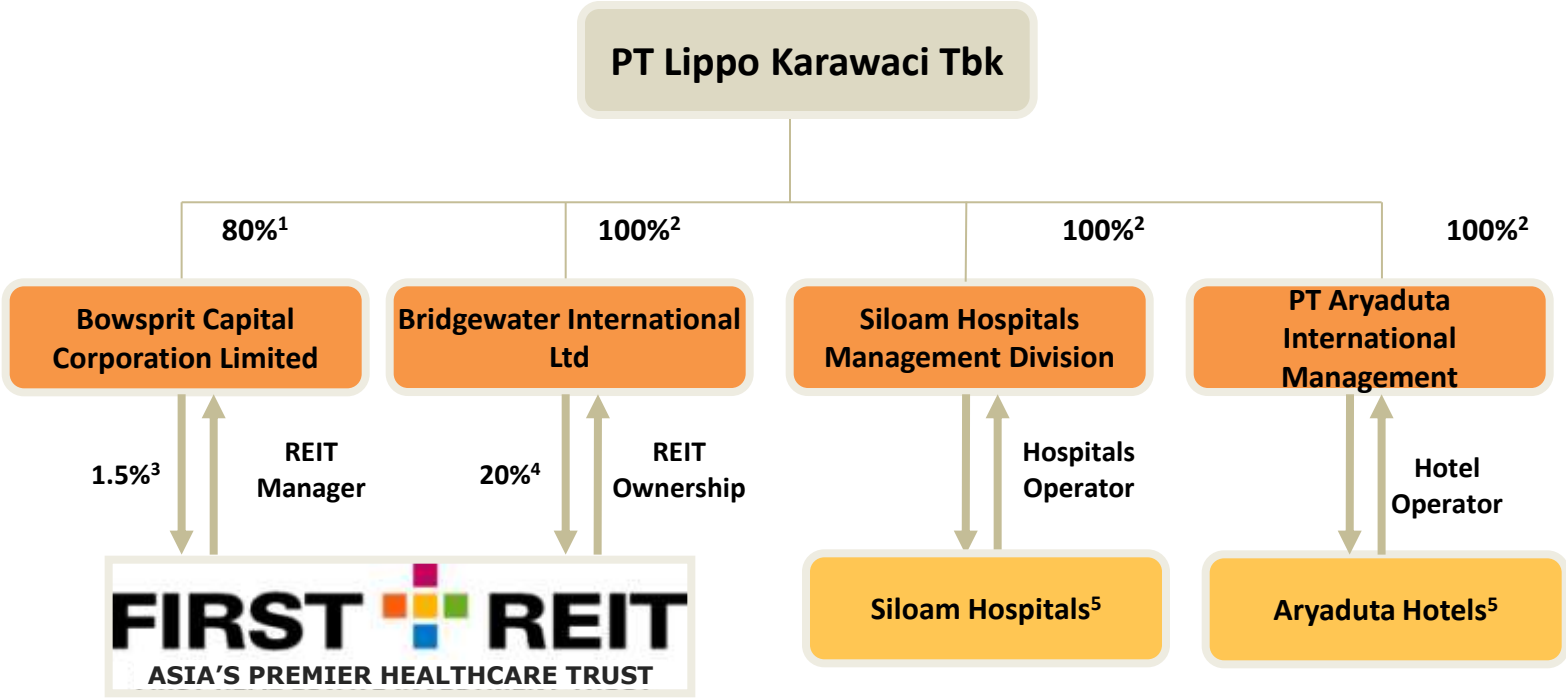 PT Lippo Karawaci Tbk
80%¹
100%²
100%²
100%²
Bowsprit Capital
Corporation Limited
Bridgewater International
Ltd
Siloam Hospitals
Management Division
PT Aryaduta
International
Management
1.5%³
REIT
Manager
20%⁴
REIT
Ownership
Hospitals
Operator
Hotel
Operator
FIRST REIT
ASIA'S PREMIER HEALTHCARE TRUST
Siloam Hospitals⁵
Aryaduta Hotels⁵